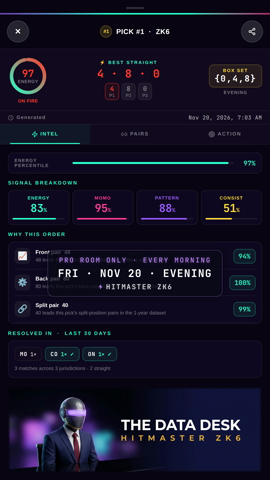 #1 PICK #1 · ZK6
97
ENERGY
ON FIRE
⚡ BEST STRAIGHT
4 · 8 · 0
4 8 0
P1 P2 P3
BOX SET
{0,4,8}
EVENING
Generated
Nov 20, 2026, 7:03 AM
INTEL
PAIRS
ACTION
ENERGY PERCENTILE
97%
SIGNAL BREAKDOWN
ENERGY MOMO PATTERN CONSIST
83% 95% 88% 51%
WHY THIS ORDER
Front pair
94%
PRO ROOM ONLY · EVERY MORNING
FRI · NOV 20 · EVENING
HITMASTER ZK6
100%
Split pair 40
40 leads this pick's split-position pairs in the 1-year dataset
99%
RESOLVED IN · LAST 30 DAYS
MO 1× CO 1× ✓ ON 1× ✓
3 matches across 3 jurisdictions · 2 straight
THE DATA DESK
HITMASTER ZK6